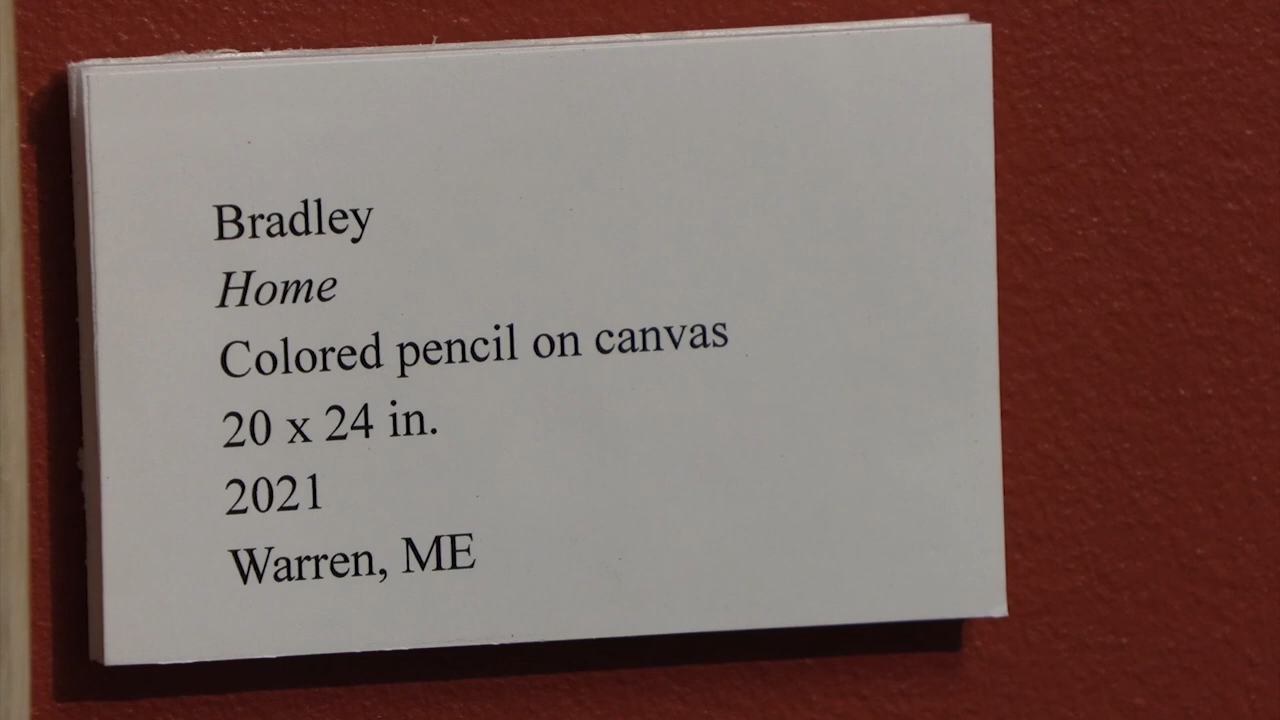 Bradley
Home
Colored pencil on canvas
20 x 24 in.
2021
Warren, ME